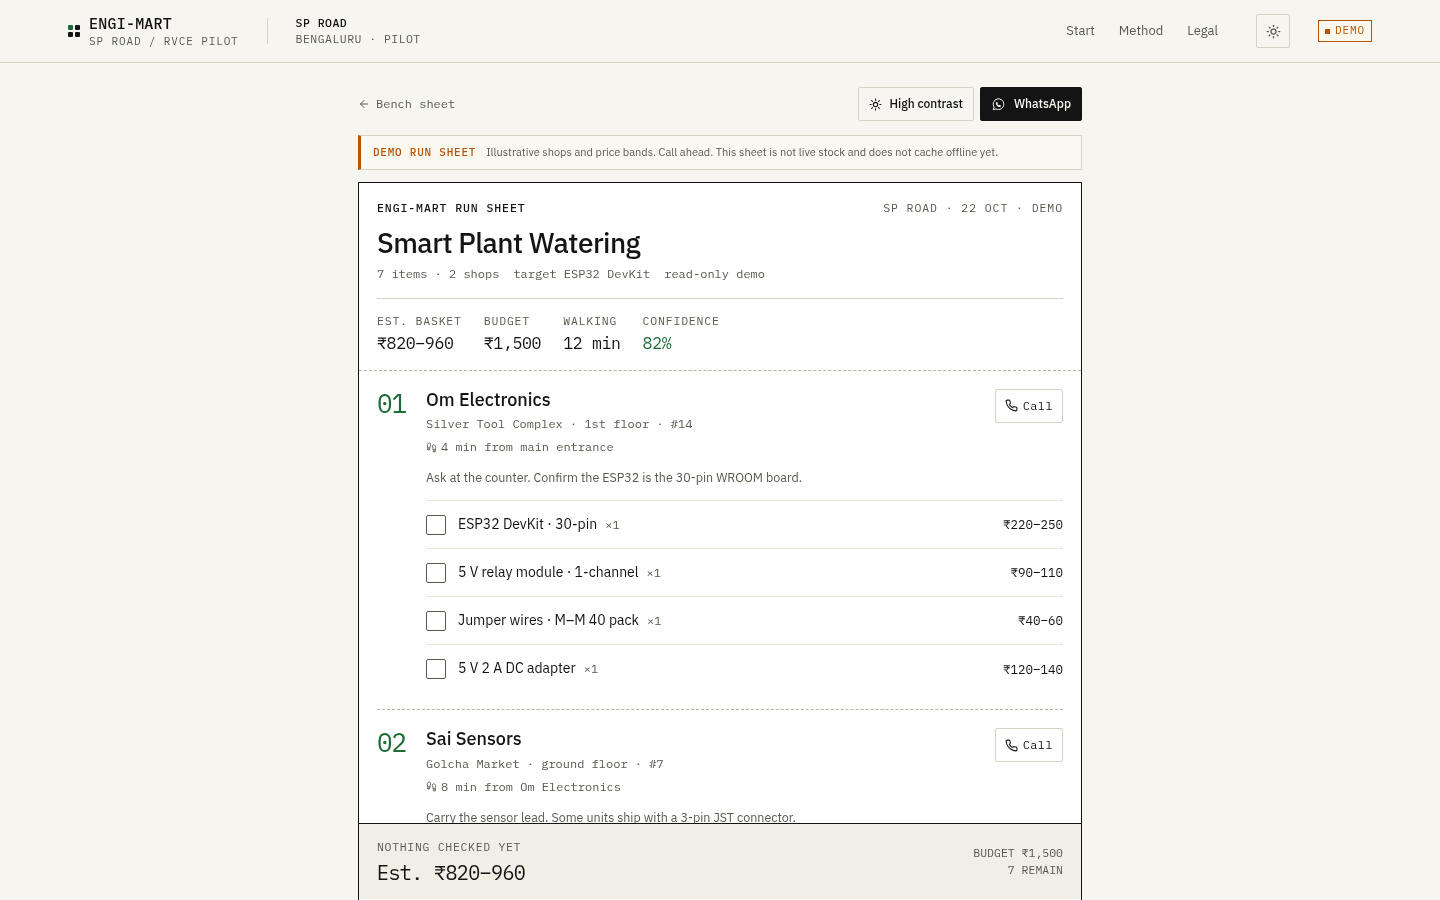 ENGI-MART
SP ROAD / RVCE PILOT
SP ROAD
BENGALURU · PILOT
Start Method Legal
DEMO
← Bench sheet
High contrast
WhatsApp
DEMO RUN SHEET Illustrative shops and price bands. Call ahead. This sheet is not live stock and does not cache offline yet.
ENGI-MART RUN SHEET
SP ROAD · 22 OCT · DEMO
Smart Plant Watering
7 items · 2 shops target ESP32 DevKit read-only demo
EST. BASKET BUDGET WALKING CONFIDENCE
₹820–960 ₹1,500 12 min 82%
01 Om Electronics
Call
Silver Tool Complex · 1st floor · #14
4 min from main entrance
Ask at the counter. Confirm the ESP32 is the 30-pin WROOM board.
ESP32 DevKit · 30-pin ×1 ₹220–250
5 V relay module · 1-channel ×1 ₹90–110
Jumper wires · M–M 40 pack ×1 ₹40–60
5 V 2 A DC adapter ×1 ₹120–140
02 Sai Sensors
Call
Golcha Market · ground floor · #7
8 min from Om Electronics
Carry the sensor lead. Some units ship with a 3-pin JST connector.
NOTHING CHECKED YET
Est. ₹820–960
BUDGET ₹1,500
7 REMAIN